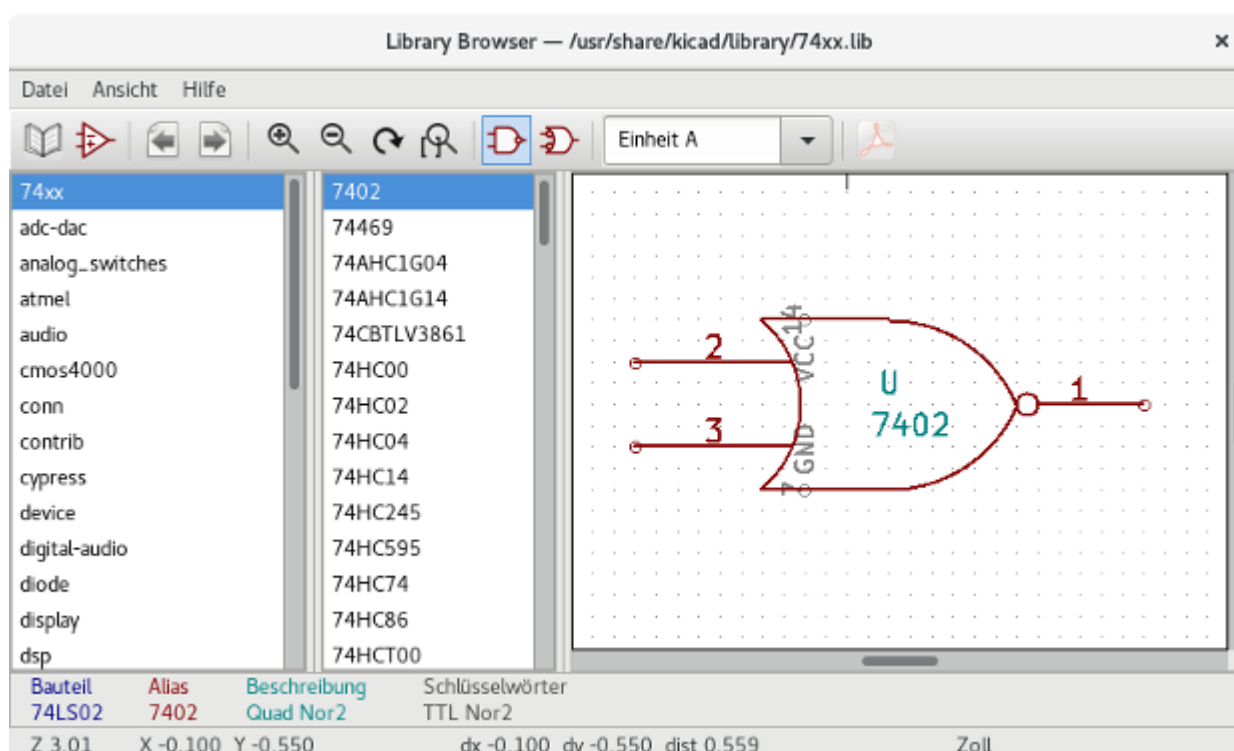 Library Browser — /usr/share/kicad/library/74xx.lib ×
Datei Ansicht Hilfe
Einheit A
74xx
adc-dac
analog_switches
atmel
audio
cmos4000
conn
contrib
cypress
device
digital-audio
diode
display
dsp
7402
74469
74AHC1G04
74AHC1G14
74CBTLV3861
74HC00
74HC02
74HC04
74HC14
74HC245
74HC595
74HC74
74HC86
74HCT00
14
VCC
2
3
GND
7
U
7402
1
Bauteil Alias Beschreibung Schlüsselwörter
74LS02 7402 Quad Nor2 TTL Nor2
Z 3.01 X -0.100 Y -0.550 dx -0.100 dy -0.550 dist 0.559 Zoll